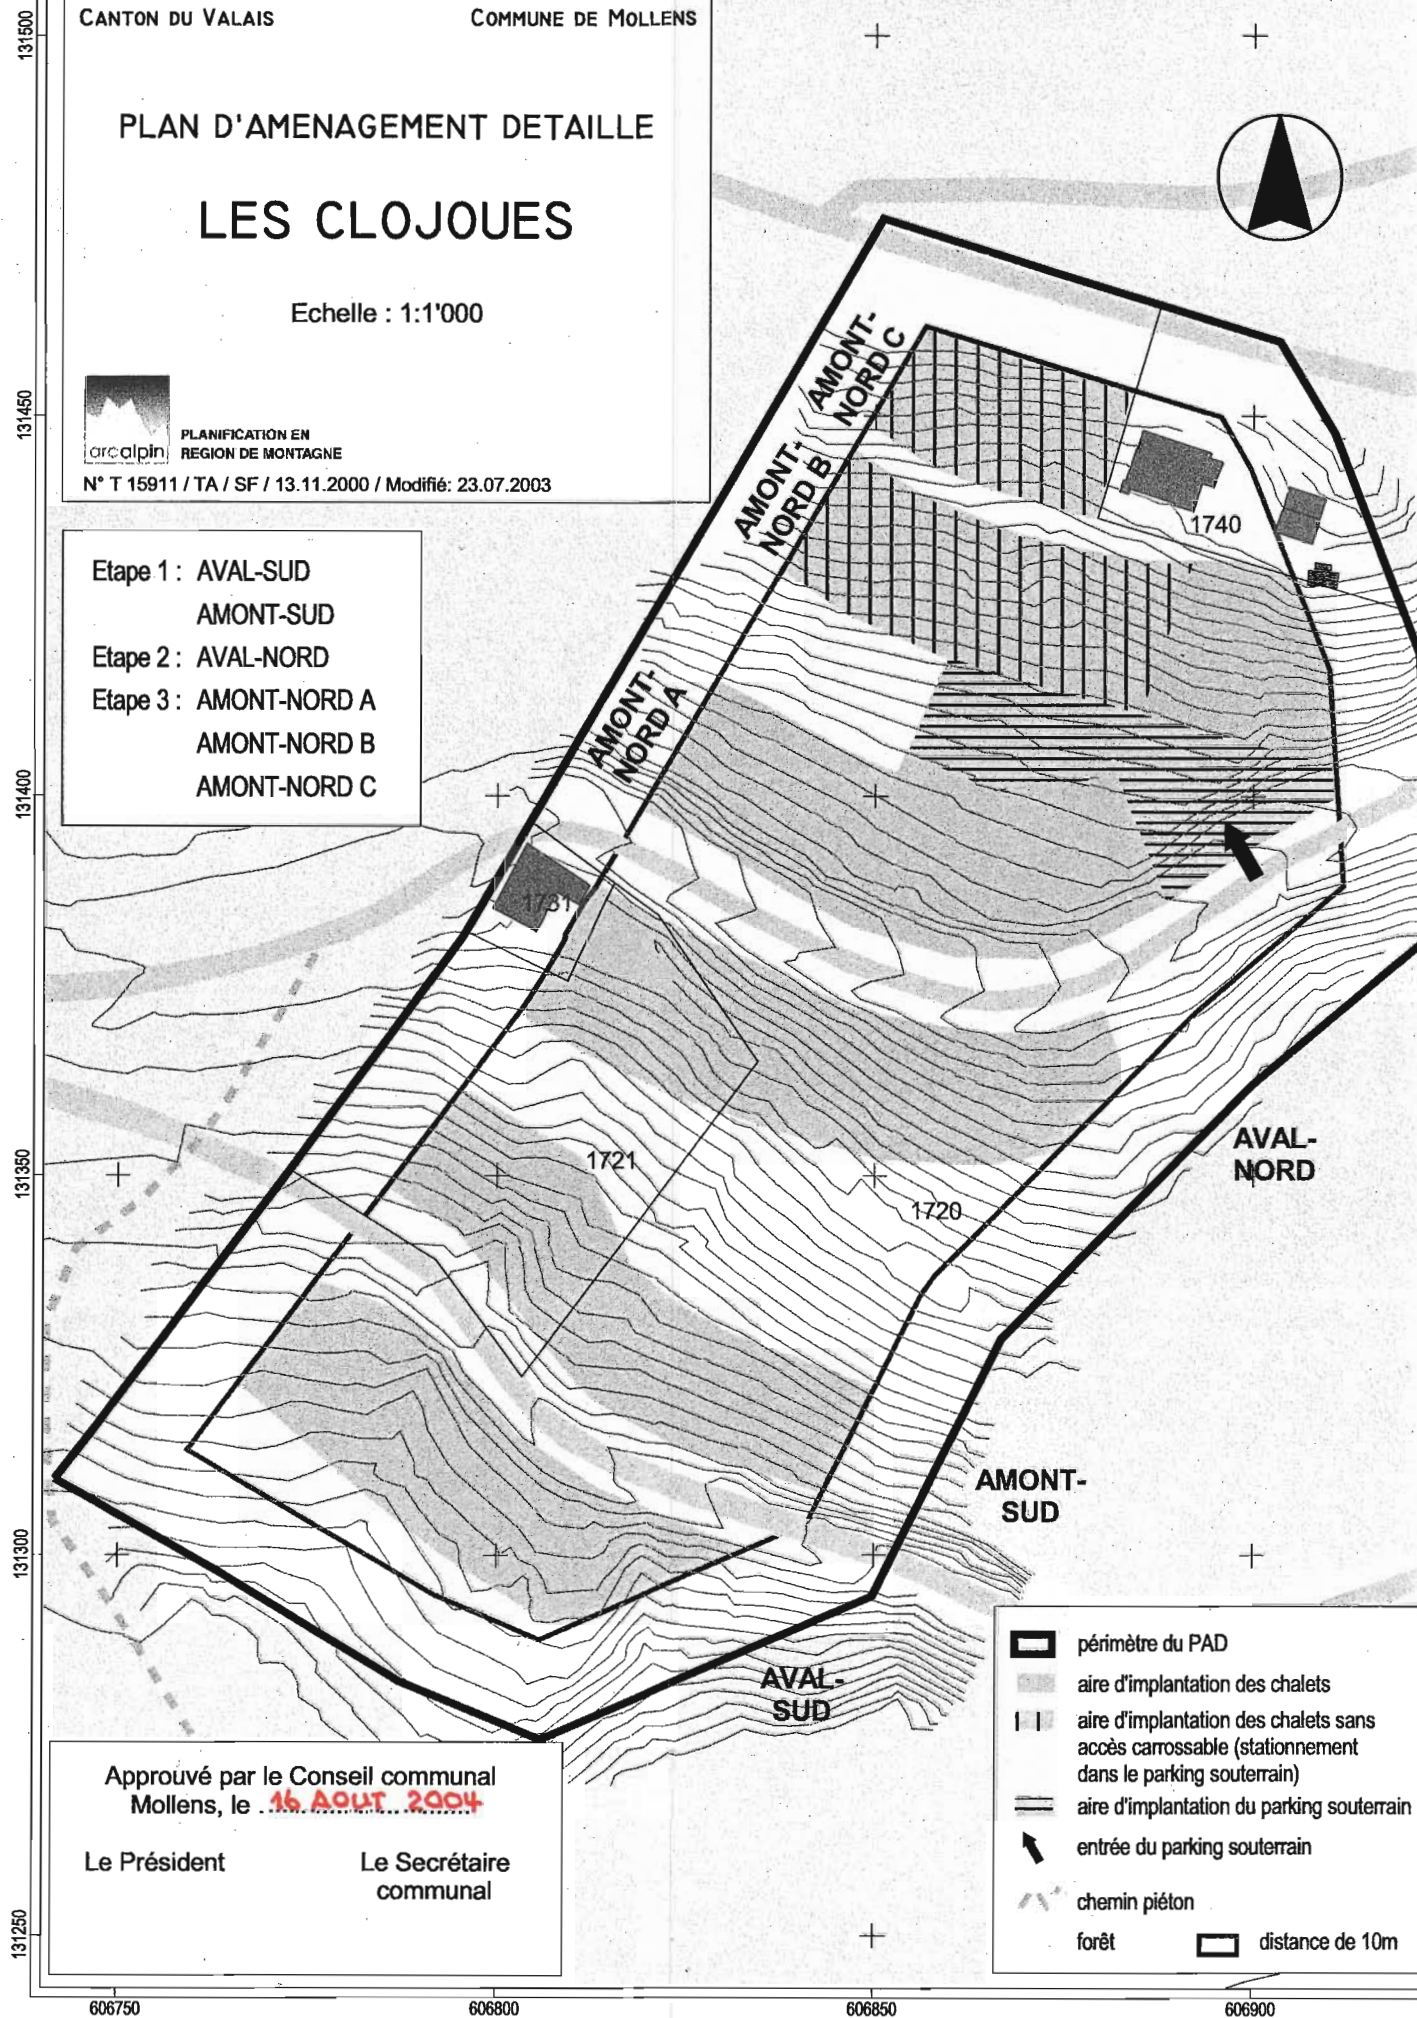 CANTON DU VALAIS
COMMUNE DE MOLLENS
PLAN D'AMENAGEMENT DETAILLE
LES CLOJOUES
Echelle : 1:1'000
arcalpin
PLANIFICATION EN
REGION DE MONTAGNE
N° T 15911 / TA / SF / 13.11.2000 / Modifié: 23.07.2003
Etape 1 : AVAL-SUD
AMONT-SUD
Etape 2 : AVAL-NORD
Etape 3 : AMONT-NORD A
AMONT-NORD B
AMONT-NORD C
AMONT-
NORD C
AMONT-
NORD B
AMONT-
NORD A
1740
1731
1721
1720
AVAL-
NORD
AMONT-
SUD
AVAL-
SUD
périmètre du PAD
aire d'implantation des chalets
aire d'implantation des chalets sans
accès carrossable (stationnement
dans le parking souterrain)
aire d'implantation du parking souterrain
entrée du parking souterrain
chemin piéton
forêt
distance de 10m
Approuvé par le Conseil communal
Mollens, le 16 AOUT 2004
Le Président
Le Secrétaire
communal
131500
131450
131400
131350
131300
131250
606750
606800
606850
606900